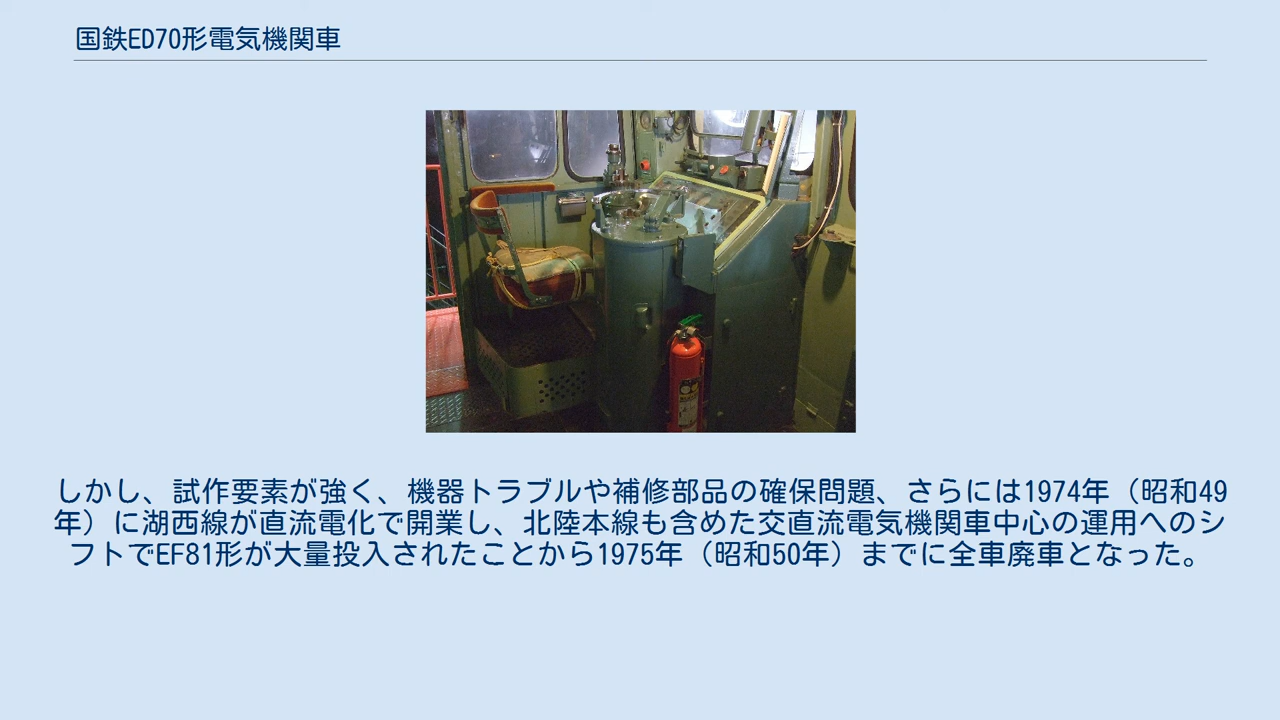 国鉄ED70形電気機関車
しかし、試作要素が強く、機器トラブルや補修部品の確保問題、さらには1974年（昭和49
年）に湖西線が直流電化で開業し、北陸本線も含めた交直流電気機関車中心の運用へのシ
フトでEF81形が大量投入されたことから1975年（昭和50年）までに全車廃車となった。